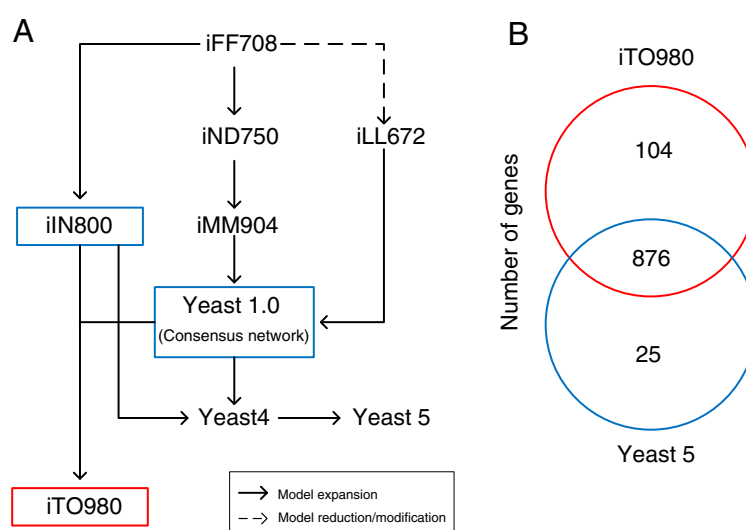 A
iFF708
iND750
iLL672
iIN800
iMM904
Yeast 1.0
(Consensus network)
Yeast4
Yeast 5
iTO980
Model expansion
Model reduction/modification
B
iTO980
Number of genes
104
876
25
Yeast 5